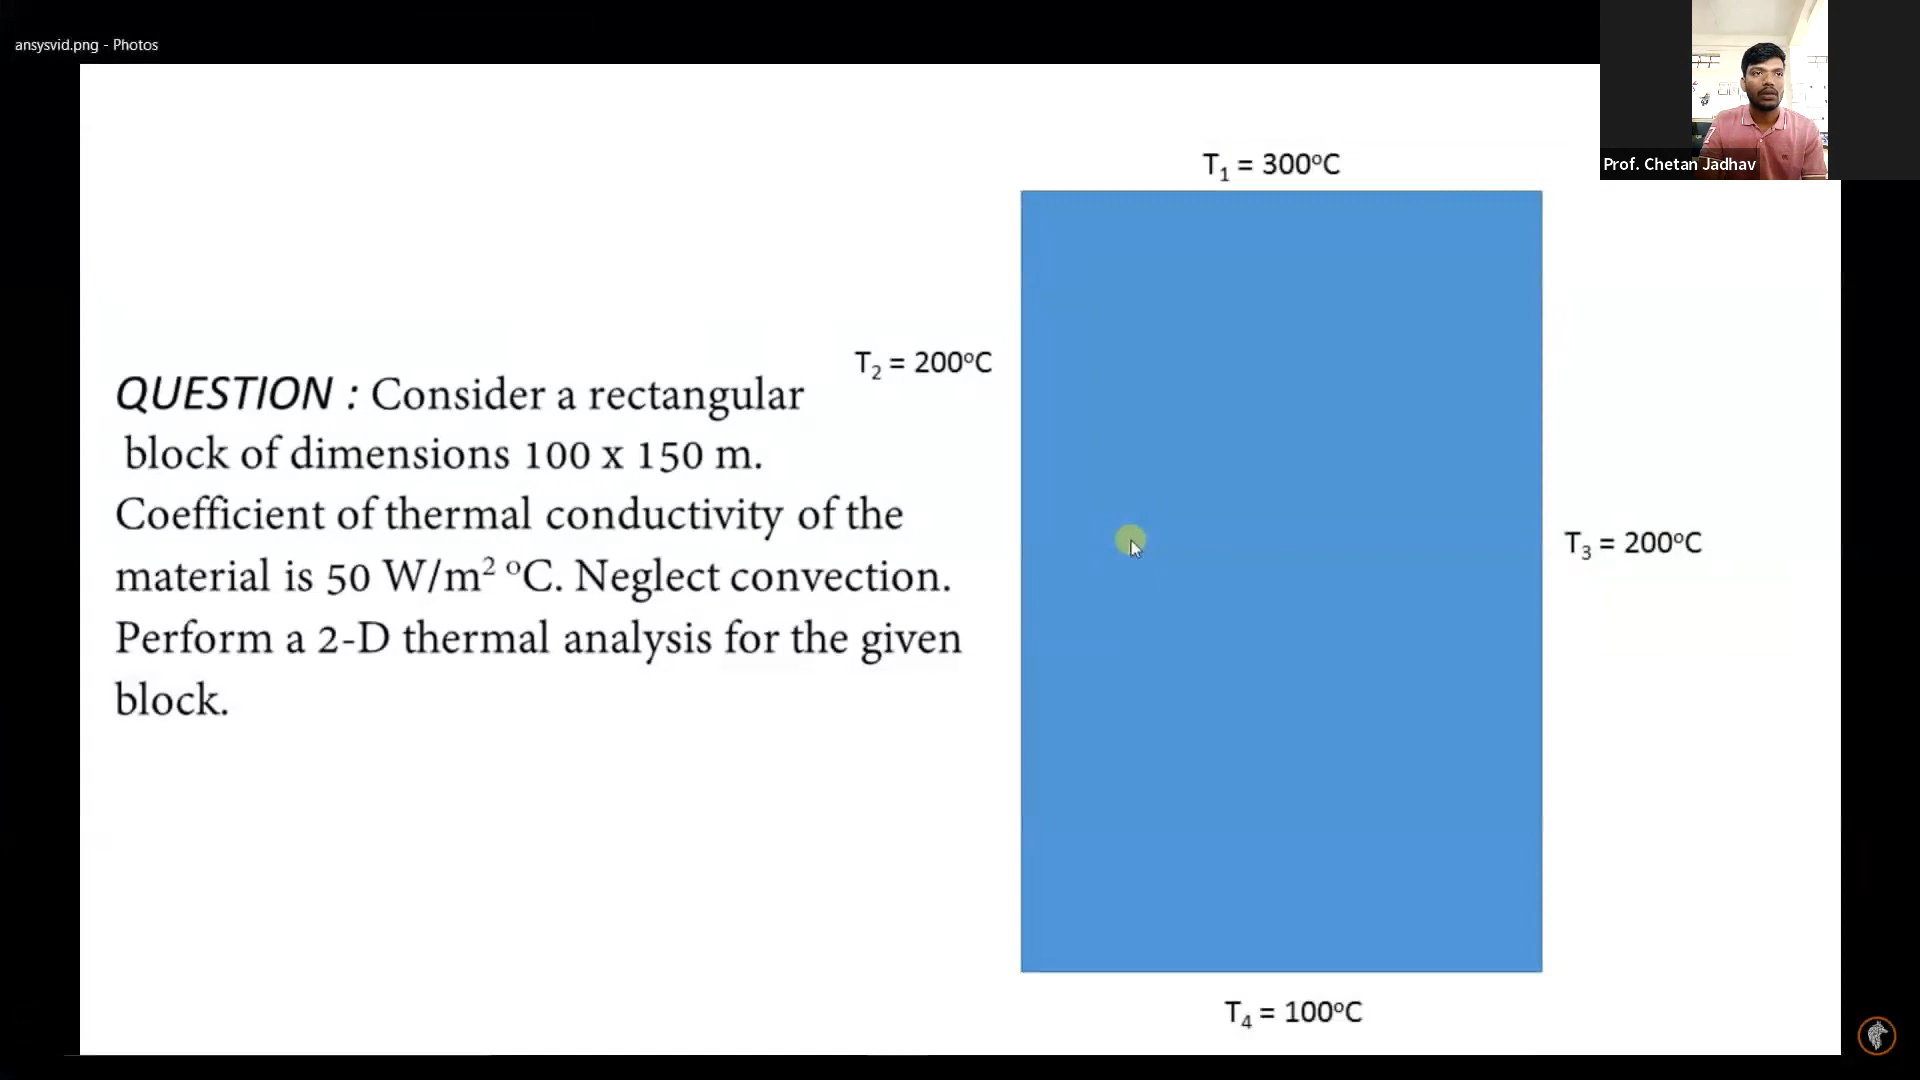 ansysvid.png - Photos
Prof. Chetan Jadhav
T₁ = 300°C
T₂ = 200°C
QUESTION : Consider a rectangular
block of dimensions 100 x 150 m.
Coefficient of thermal conductivity of the
material is 50 W/m² °C. Neglect convection.
Perform a 2-D thermal analysis for the given
block.
T₃ = 200°C
T₄ = 100°C